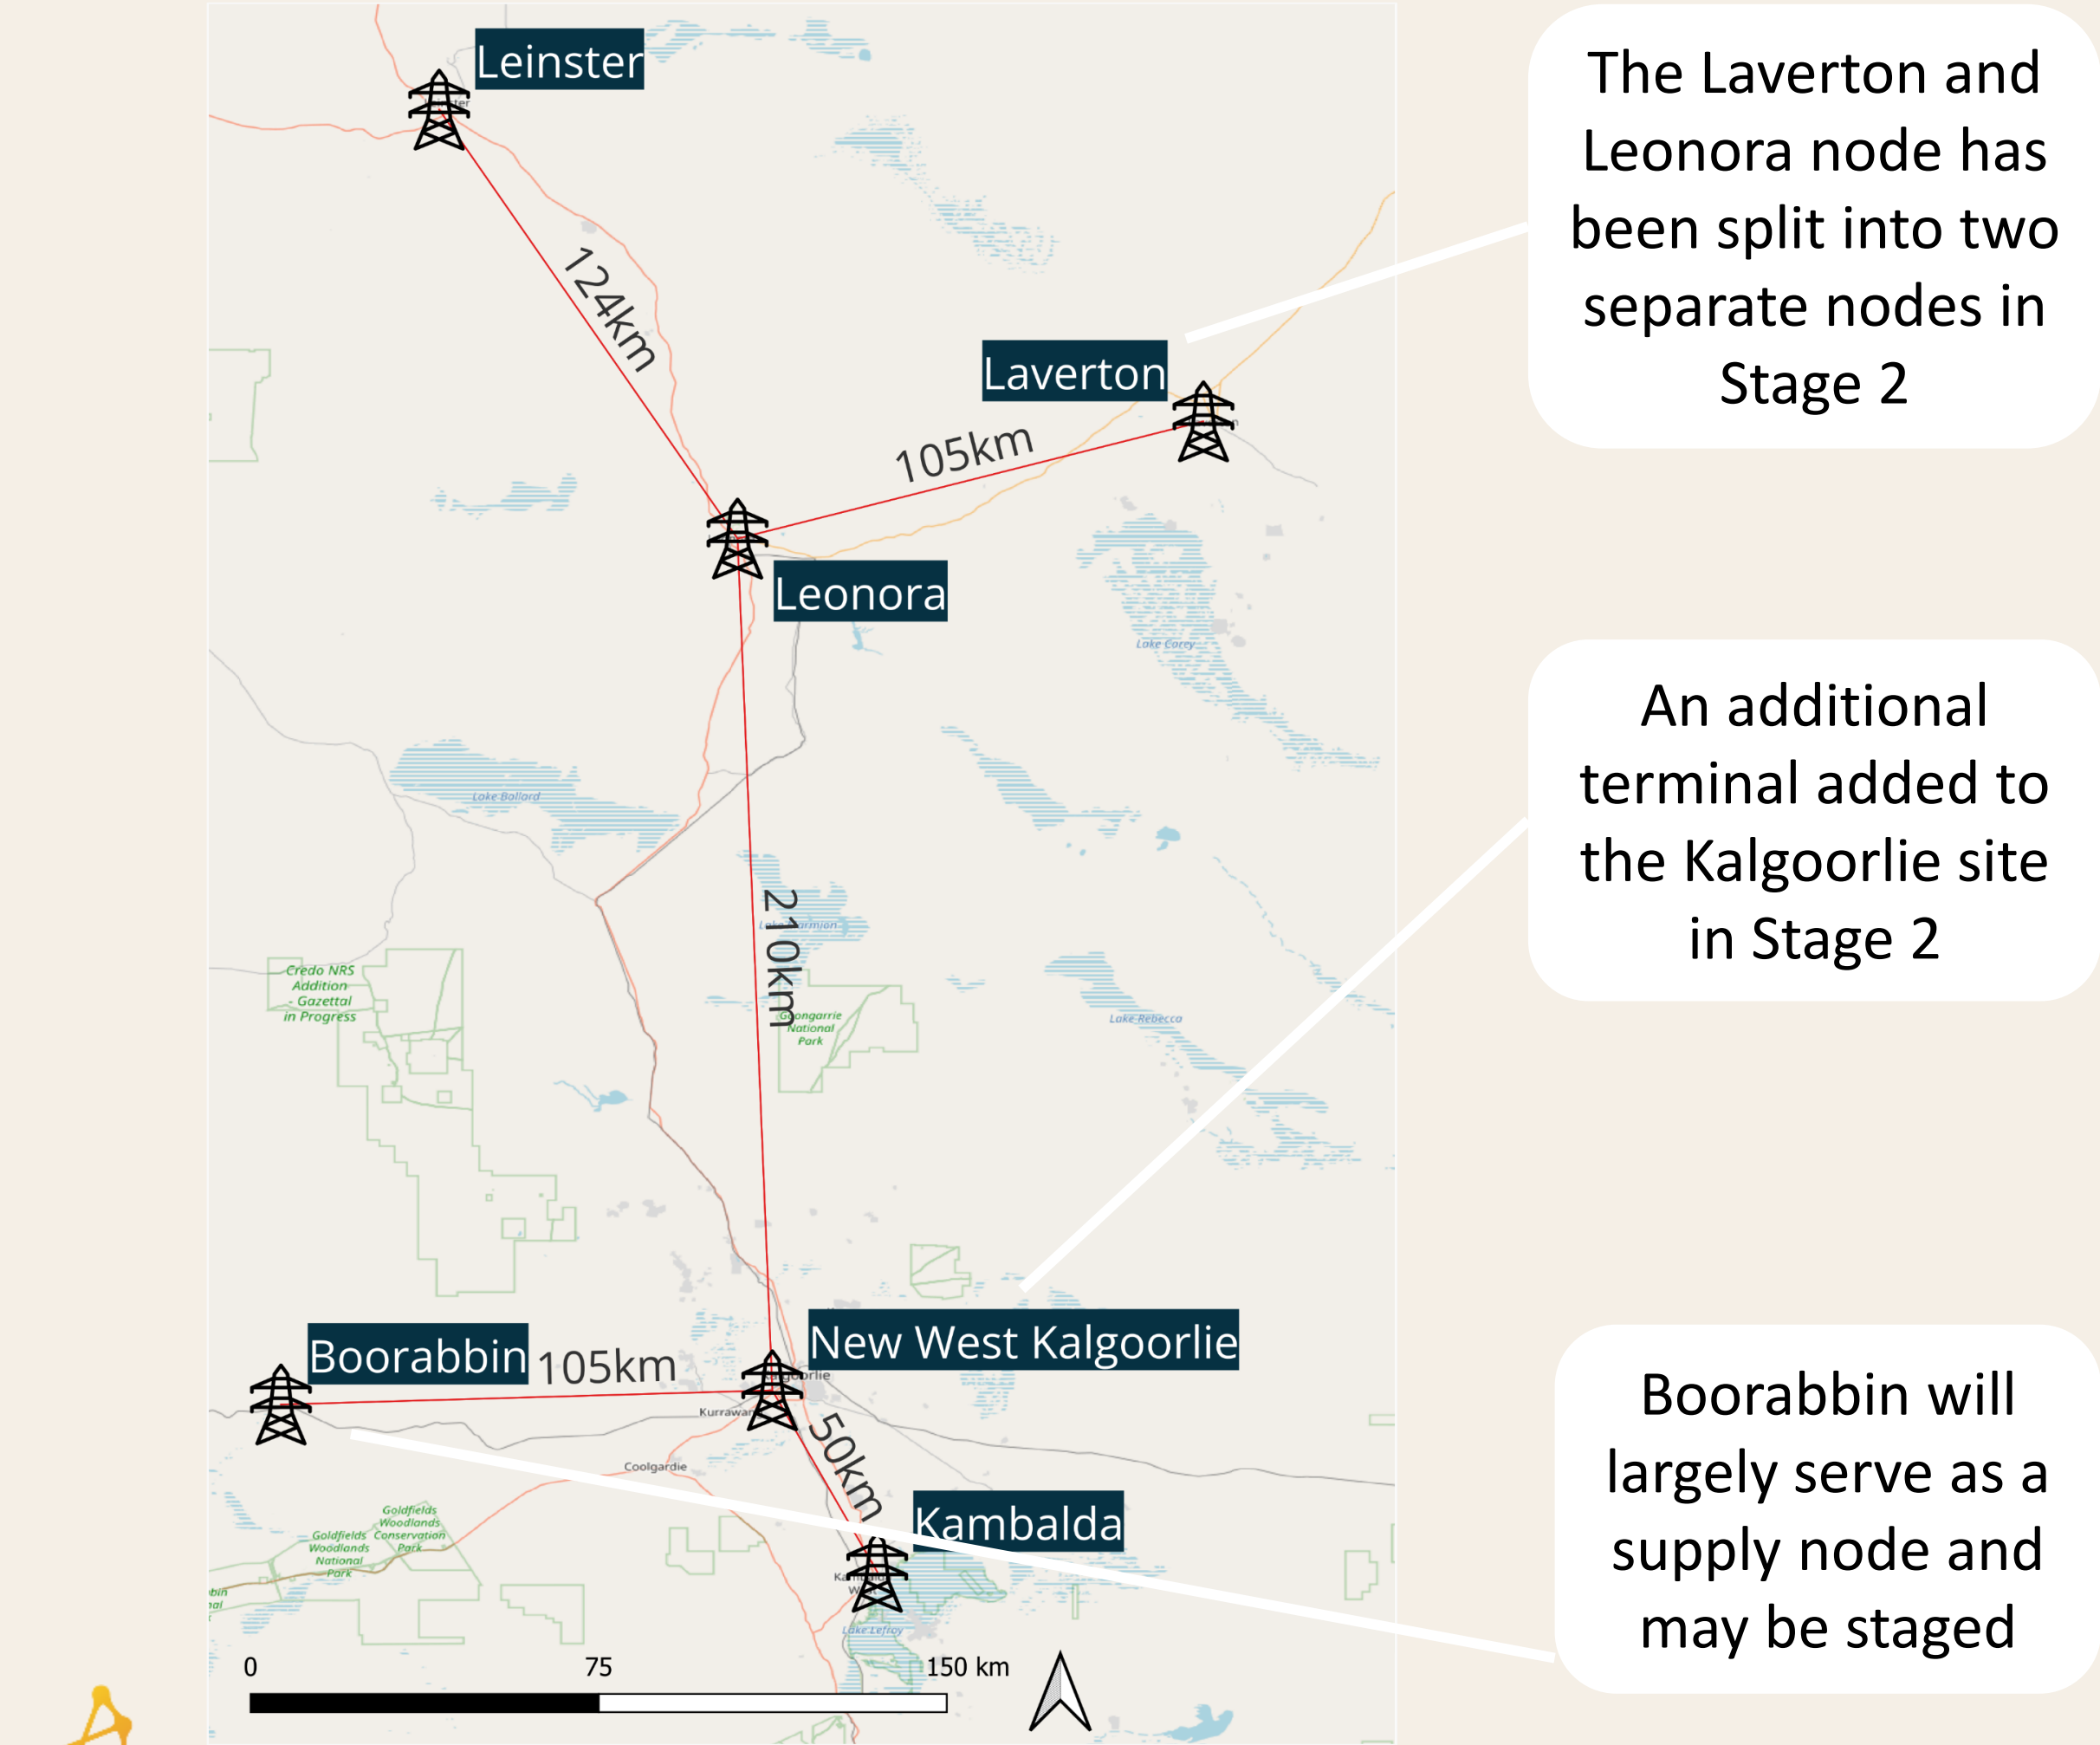 Leinster
The Laverton and
Leonora node has
been split into two
separate nodes in
Stage 2
124km
Laverton
105km
Leonora
Lake Carey
An additional
terminal added to
the Kalgoorlie site
in Stage 2
Lake Ballard
210km
Credo NRS
Addition
- Gazettal
in Progress
Goongarrie
National
Park
Lake Rebecca
New West Kalgoorlie
Boorabbin
105km
Boorabbin will
largely serve as a
supply node and
may be staged
50km
Coolgardie
Kambalda
Goldfields
Woodlands
Conservation
Park
Goldfields
Woodlands
National
Park
Lake Lefroy
0 75 150 km